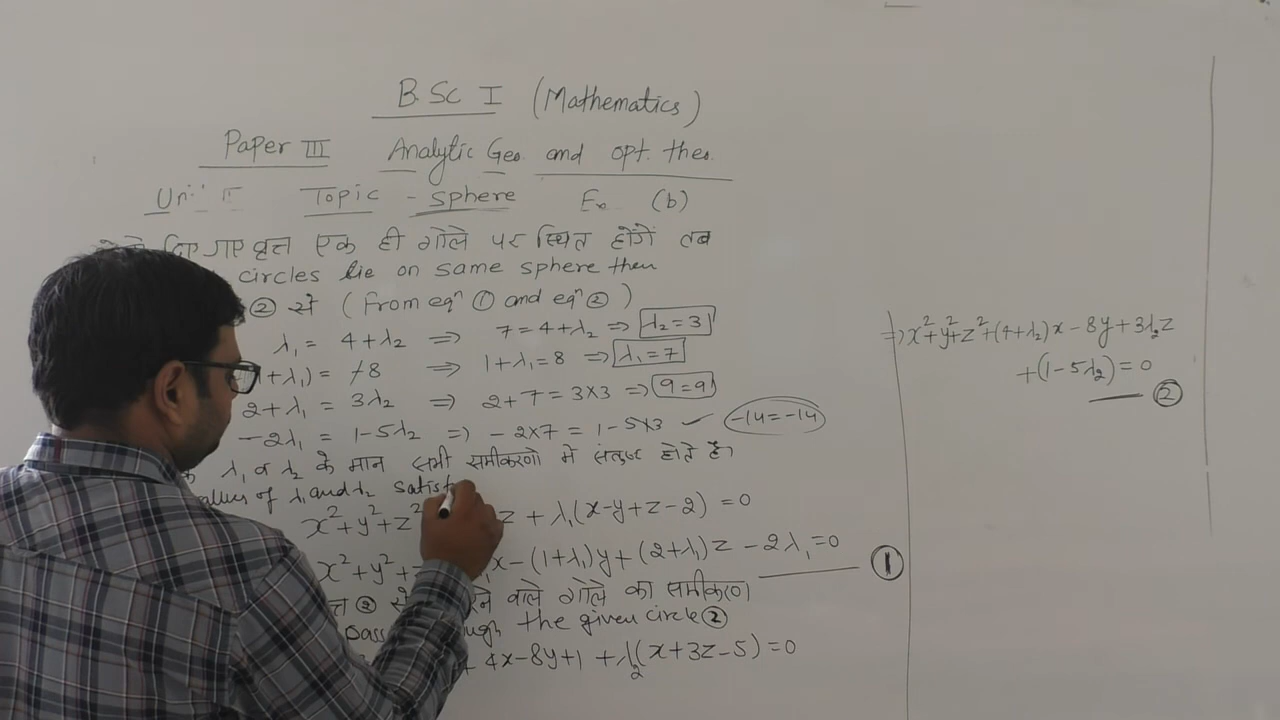 B.Sc I (Mathematics)
Paper III Analytic Geo. and opt. theo.
Topic - sphere Ex (b)
दिए गए वृत्त एक ही गोले पर स्थित होंगे तब
circles lie on same sphere then
② से (From eqⁿ ① and eqⁿ ②)
λ₁ = 4+λ₂ ⇒ 7=4+λ₂ ⇒ λ₂=3
+λ₁) = -8 ⇒ 1+λ₁=8 ⇒ λ₁=7
2+λ₁ = 3λ₂ ⇒ 2+7=3×3 ⇒ 9=9
-2λ₁ = 1-5λ₂ ⇒ -2×7 = 1-5×3 ✓ -14=-14
λ₁ व λ₂ के मान सभी समीकरणो में संतुष्ट होते है।
values of λ₁ and λ₂ satisf
x²+y²+z² z + λ₁(x-y+z-2)=0
x²+y²+ x-(1+λ₁)y+(2+λ₁)z-2λ₁=0 ①
② से वाले गोले का समीकरण
pass the given circle ②
4x-8y+1+λ₂(x+3z-5)=0
⇒x²+y²+z²+(4+λ₂)x-8y+3λ₂z
+(1-5λ₂)=0 ②